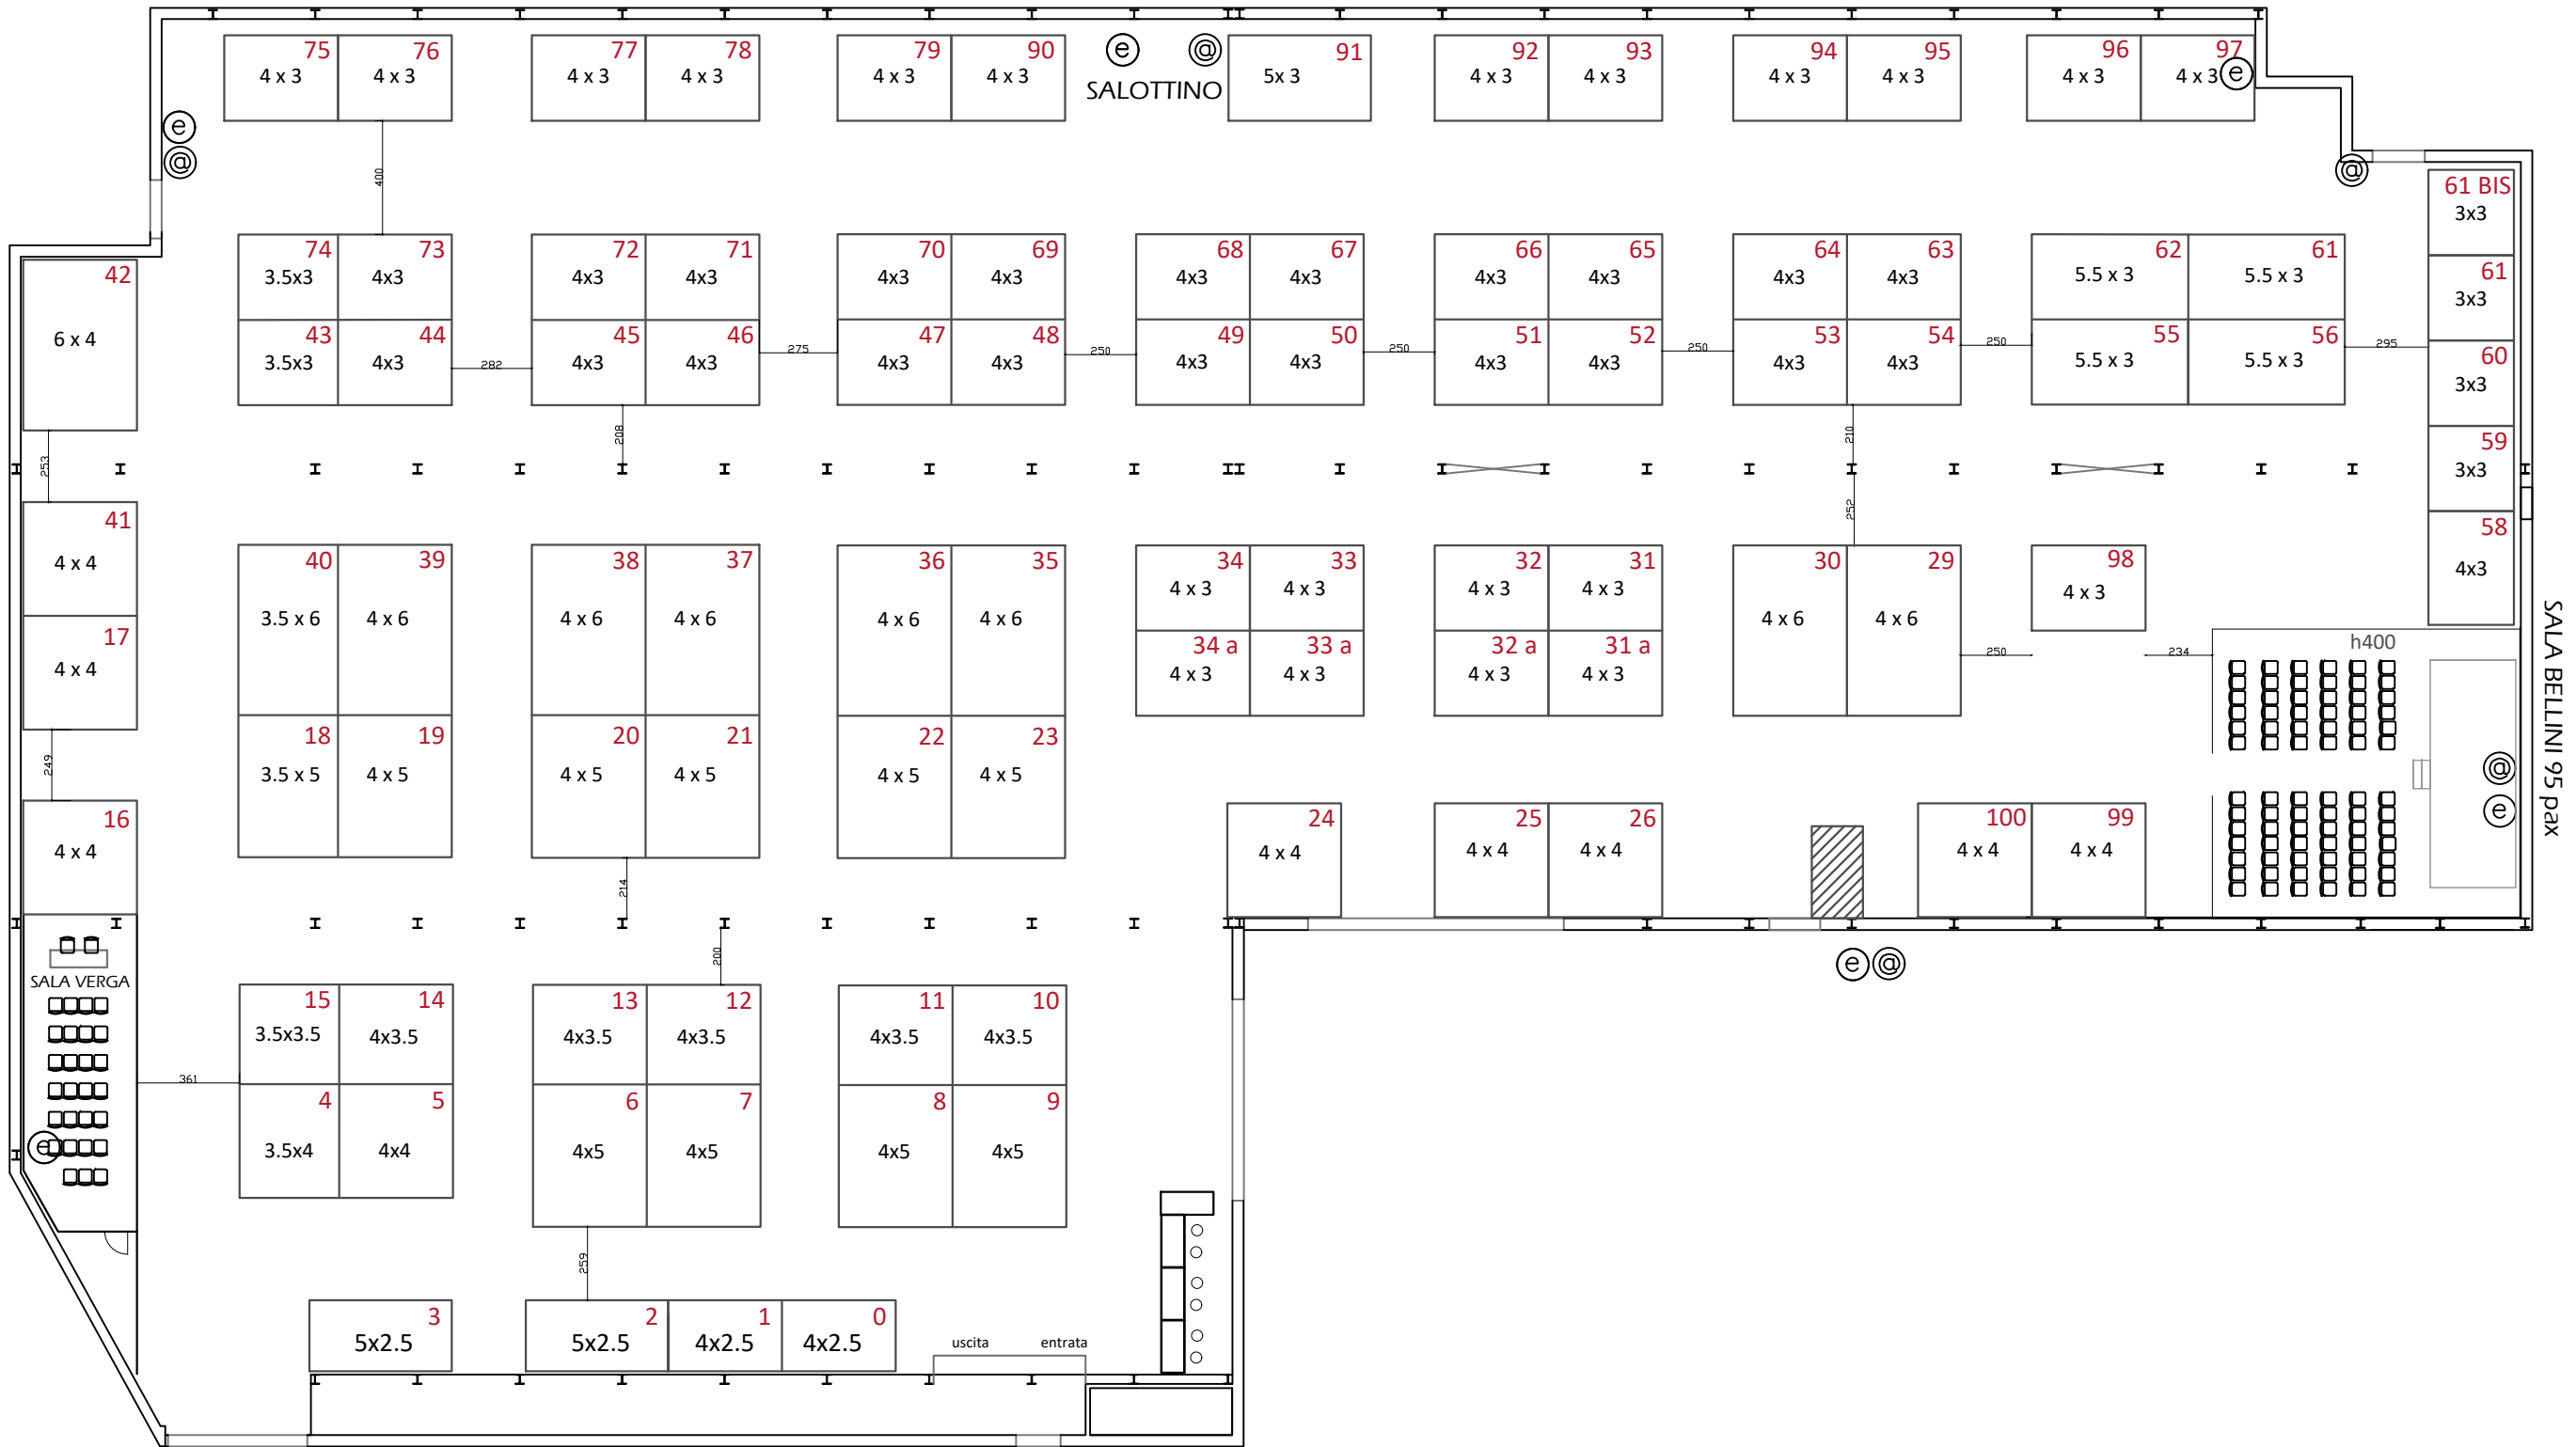 75 76 77 78 79 90 e @ 91 92 93 94 95 96 97
4 x 3 4 x 3 4 x 3 4 x 3 4 x 3 4 x 3 5x 3 4 x 3 4 x 3 4 x 3 4 x 3 4 x 3 4 x 3 e
SALOTTINO
e
@
400
@
61 BIS
3x3
42 74 73 72 71 70 69 68 67 66 65 64 63 62 61 61
3.5x3 4x3 4x3 4x3 4x3 4x3 4x3 4x3 4x3 4x3 4x3 4x3 5.5 x 3 5.5 x 3 3x3
6 x 4
43 44 45 46 47 48 49 50 51 52 53 54 55 56 60
3.5x3 4x3 4x3 4x3 4x3 4x3 4x3 4x3 4x3 4x3 4x3 4x3 5.5 x 3 5.5 x 3 3x3
282 275 250 250 250 250 295
253 208 210 59
3x3
252
41 58
4 x 4 4x3
40 39 38 37 36 35 34 33 32 31 30 29 98
4 x 3 4 x 3 4 x 3 4 x 3 4 x 3
3.5 x 6 4 x 6 4 x 6 4 x 6 4 x 6 4 x 6 4 x 6 4 x 6
17
4 x 4
34 a 33 a 32 a 31 a
4 x 3 4 x 3 4 x 3 4 x 3
250 234
h400
SALA BELLINI 95 pax
18 19 20 21 22 23
3.5 x 5 4 x 5 4 x 5 4 x 5 4 x 5 4 x 5
249
@
e
16 24 25 26 100 99
4 x 4 4 x 4 4 x 4 4 x 4 4 x 4 4 x 4
214
200
e @
SALA VERGA
15 14 13 12 11 10
3.5x3.5 4x3.5 4x3.5 4x3.5 4x3.5 4x3.5
361
4 5 6 7 8 9
3.5x4 4x4 4x5 4x5 4x5 4x5
e
259
3 2 1 0
5x2.5 5x2.5 4x2.5 4x2.5
uscita entrata